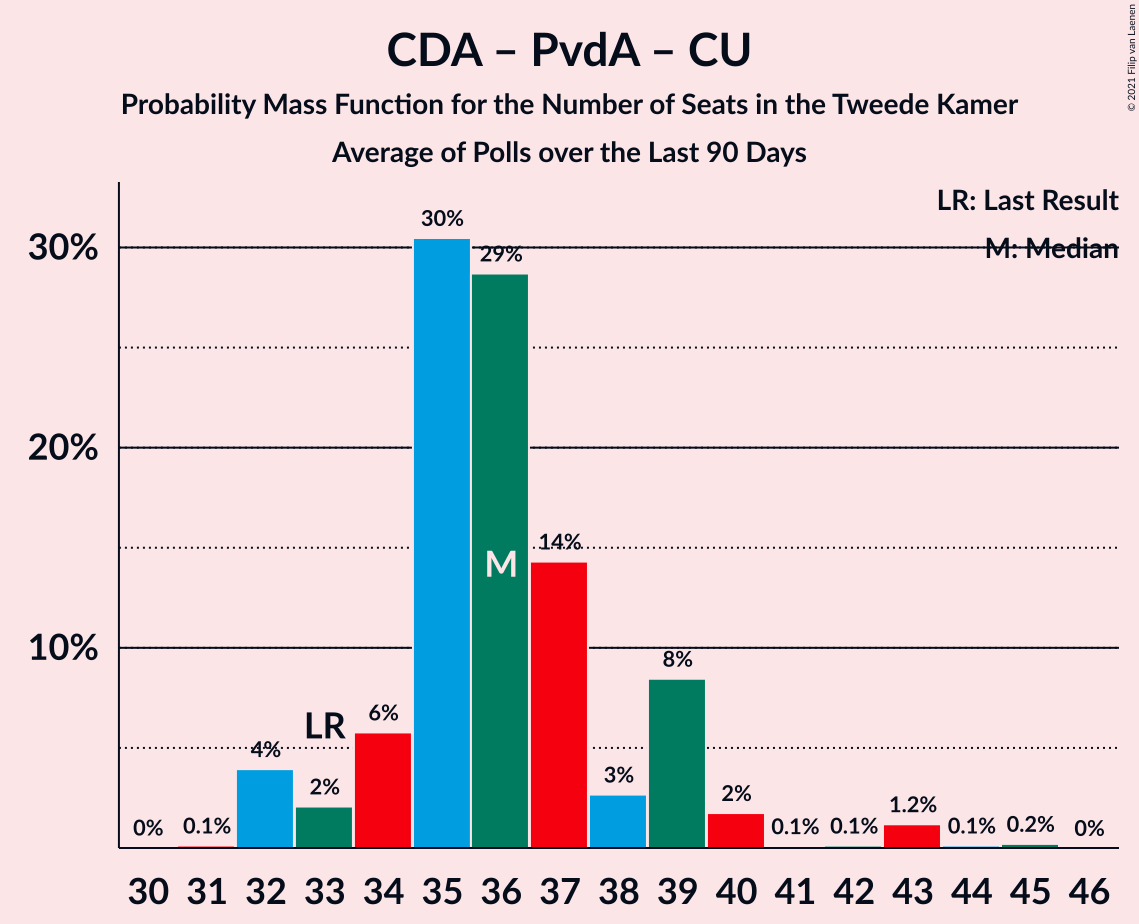 CDA – PvdA – CU
Probability Mass Function for the Number of Seats in the Tweede Kamer
Average of Polls over the Last 90 Days
© 2021 Filip van Laenen
LR: Last Result
M: Median
30%
20%
10%
0%
0.1%
4%
2%
LR
6%
30%
29%
M
14%
3%
8%
2%
0.1%
0.1%
1.2%
0.1%
0.2%
0%
30 31 32 33 34 35 36 37 38 39 40 41 42 43 44 45 46